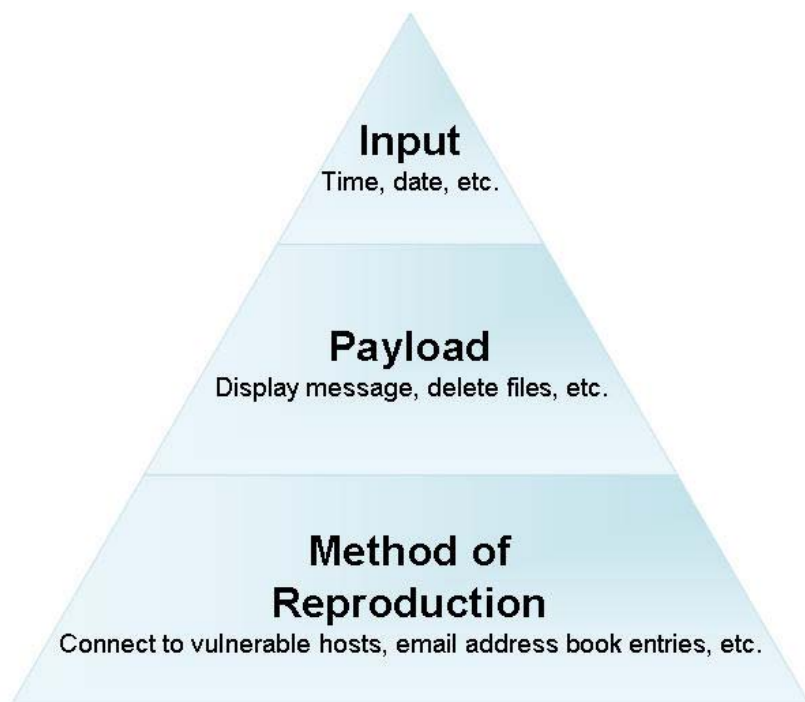 Input
Time, date, etc.
Payload
Display message, delete files, etc.
Method of
Reproduction
Connect to vulnerable hosts, email address book entries, etc.